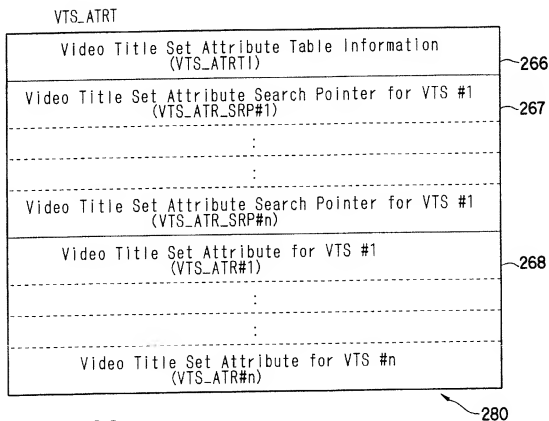 VTS_ATRT
Video Title Set Attribute Table Information
(VTS_ATRTI)
266
Video Title Set Attribute Search Pointer for VTS #1
(VTS_ATR_SRP#1)
267
:
:
Video Title Set Attribute Search Pointer for VTS #1
(VTS_ATR_SRP#n)
Video Title Set Attribute for VTS #1
(VTS_ATR#1)
268
:
:
Video Title Set Attribute for VTS #n
(VTS_ATR#n)
280